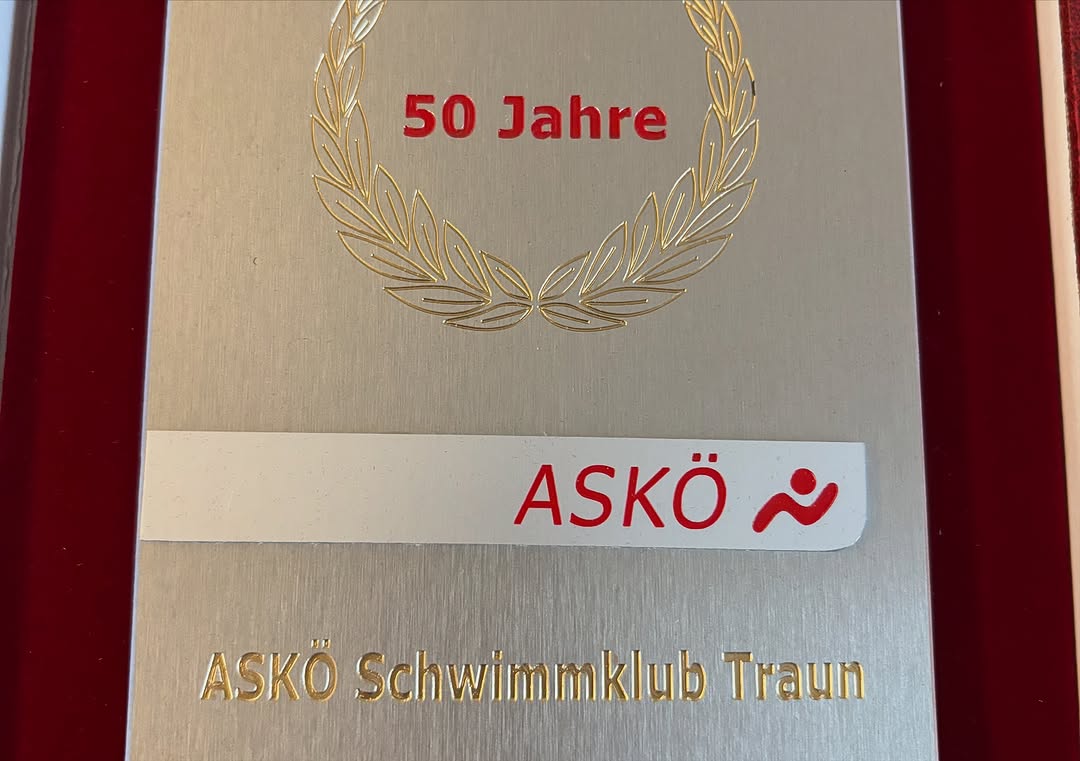 50 Jahre
ASKÖ
ASKÖ Schwimmklub Traun